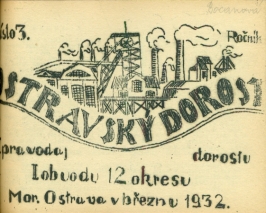 číslo 3.
Ročník
OSTRAVSKÝ DOROST
zpravodaj dorostu
I obvodu 12 okresu
Mor. Ostrava v březnu 1932.